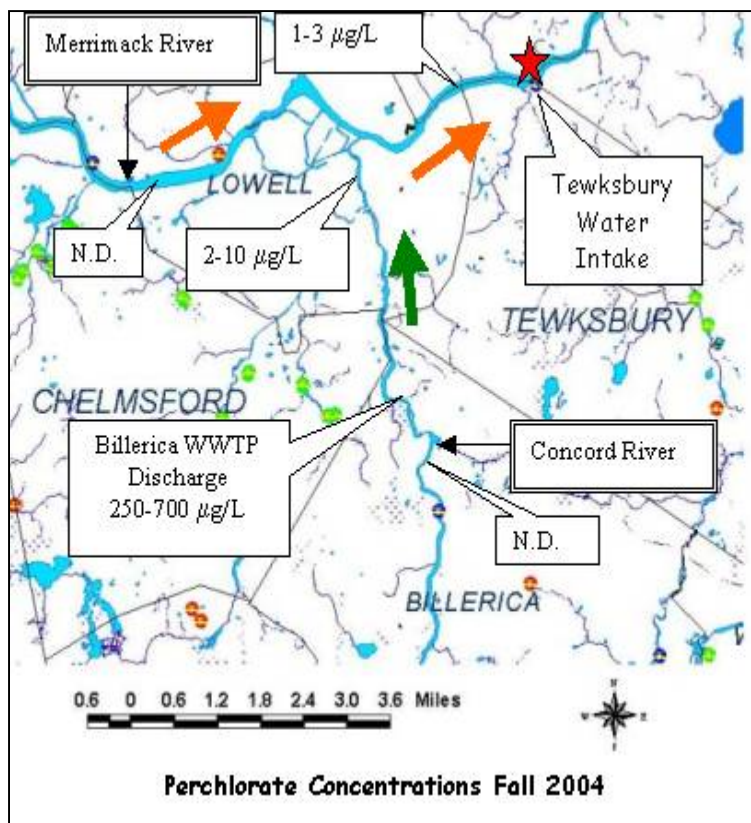 Merrimack River
1-3 µg/L
LOWELL
N.D.
2-10 µg/L
Tewksbury
Water
Intake
TEWKSBURY
CHELMSFORD
Billerica WWTP
Discharge
250-700 µg/L
Concord River
N.D.
BILLERICA
0.6 0 0.6 1.2 1.8 2.4 3.0 3.6 Miles
N
W E
S
Perchlorate Concentrations Fall 2004